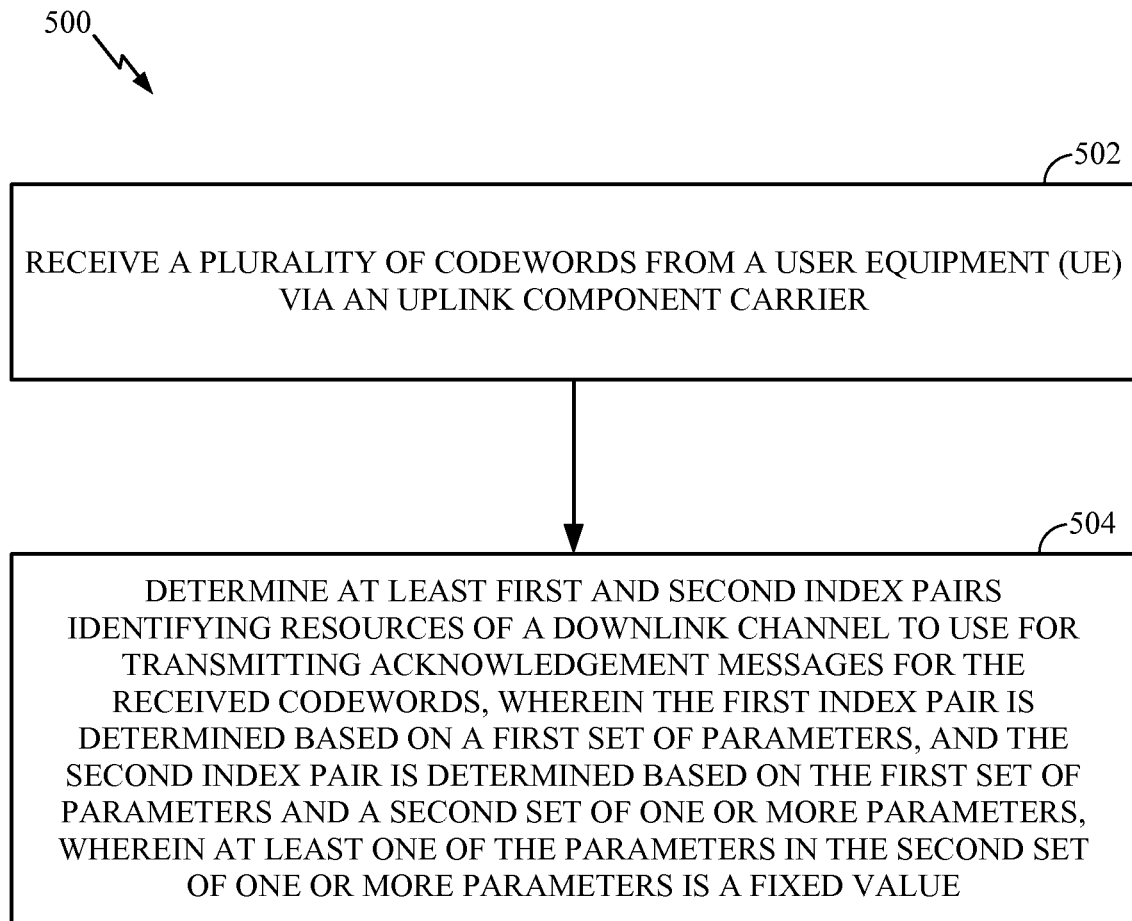 500
502
RECEIVE A PLURALITY OF CODEWORDS FROM A USER EQUIPMENT (UE)
VIA AN UPLINK COMPONENT CARRIER
504
DETERMINE AT LEAST FIRST AND SECOND INDEX PAIRS
IDENTIFYING RESOURCES OF A DOWNLINK CHANNEL TO USE FOR
TRANSMITTING ACKNOWLEDGEMENT MESSAGES FOR THE
RECEIVED CODEWORDS, WHEREIN THE FIRST INDEX PAIR IS
DETERMINED BASED ON A FIRST SET OF PARAMETERS, AND THE
SECOND INDEX PAIR IS DETERMINED BASED ON THE FIRST SET OF
PARAMETERS AND A SECOND SET OF ONE OR MORE PARAMETERS,
WHEREIN AT LEAST ONE OF THE PARAMETERS IN THE SECOND SET
OF ONE OR MORE PARAMETERS IS A FIXED VALUE